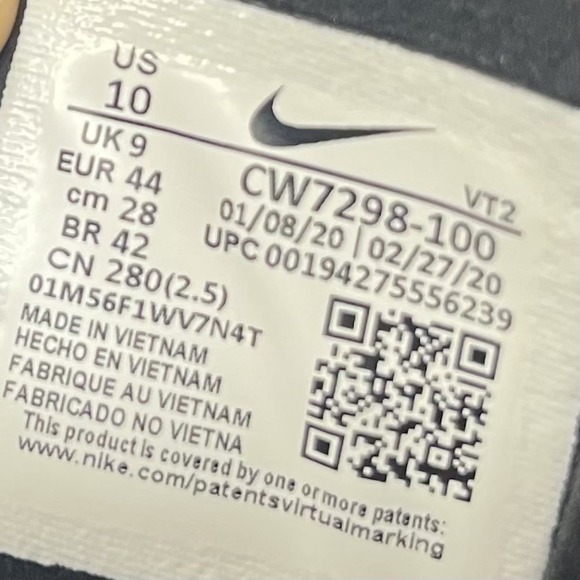 US
10
UK 9
EUR 44
cm 28
BR 42
CN 280(2.5)
01M56F1WV7N4T
VT2
CW7298-100
01/08/20 | 02/27/20
UPC 00194275556239
MADE IN VIETNAM
HECHO EN VIETNAM
FABRIQUE AU VIETNAM
FABRICADO NO VIETNA
This product is covered by one or more patents:
www.nike.com/patentsvirtualmarking